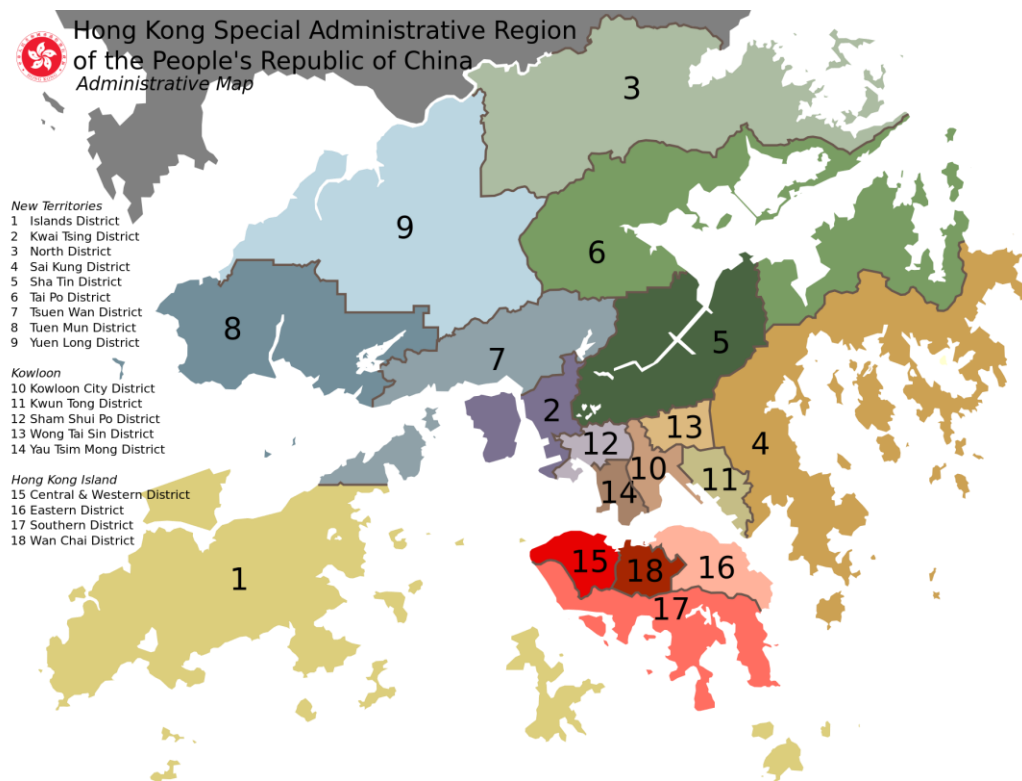 Hong Kong Special Administrative Region
of the People's Republic of China
Administrative Map
New Territories
1 Islands District
2 Kwai Tsing District
3 North District
4 Sai Kung District
5 Sha Tin District
6 Tai Po District
7 Tsuen Wan District
8 Tuen Mun District
9 Yuen Long District
Kowloon
10 Kowloon City District
11 Kwun Tong District
12 Sham Shui Po District
13 Wong Tai Sin District
14 Yau Tsim Mong District
Hong Kong Island
15 Central & Western District
16 Eastern District
17 Southern District
18 Wan Chai District
3
9
6
8
5
7
2
13
12
4
10
11
14
15
18
16
1
17